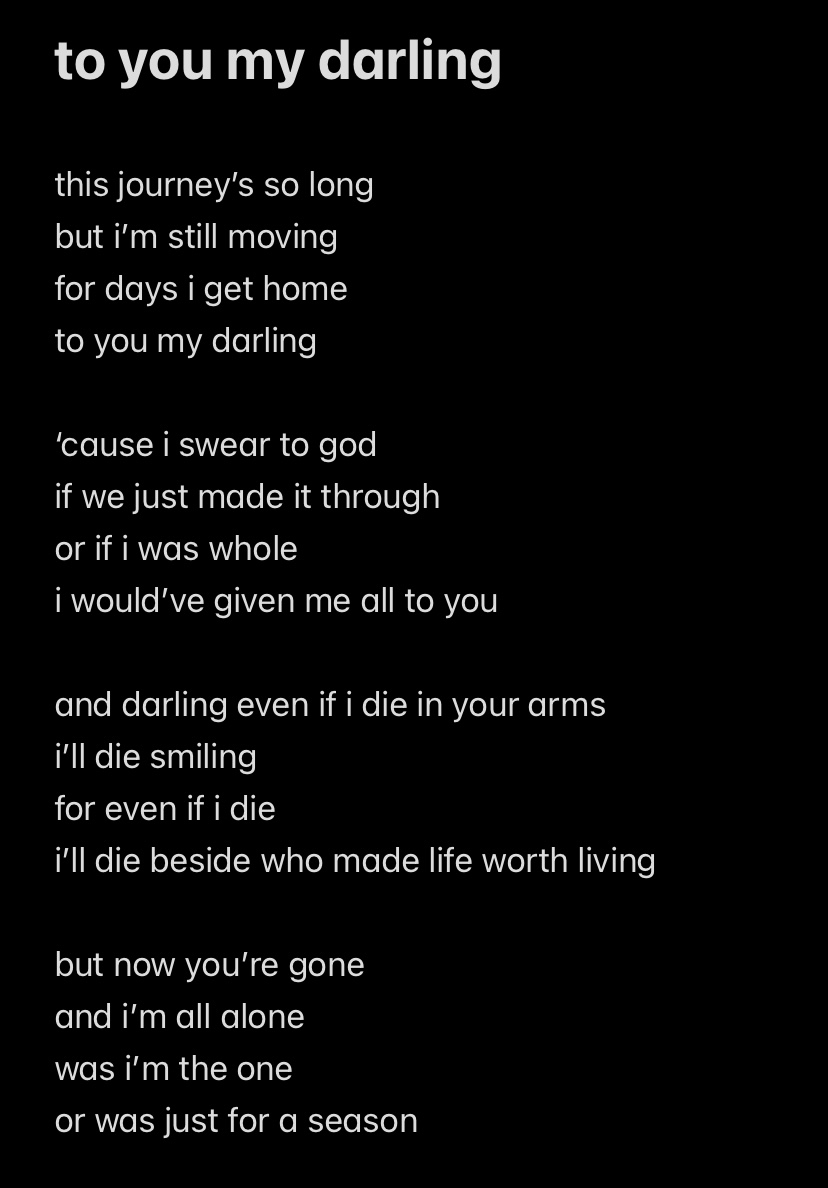 to you my darling
this journey’s so long
but i’m still moving
for days i get home
to you my darling
‘cause i swear to god
if we just made it through
or if i was whole
i would’ve given me all to you
and darling even if i die in your arms
i’ll die smiling
for even if i die
i’ll die beside who made life worth living
but now you’re gone
and i’m all alone
was i’m the one
or was just for a season